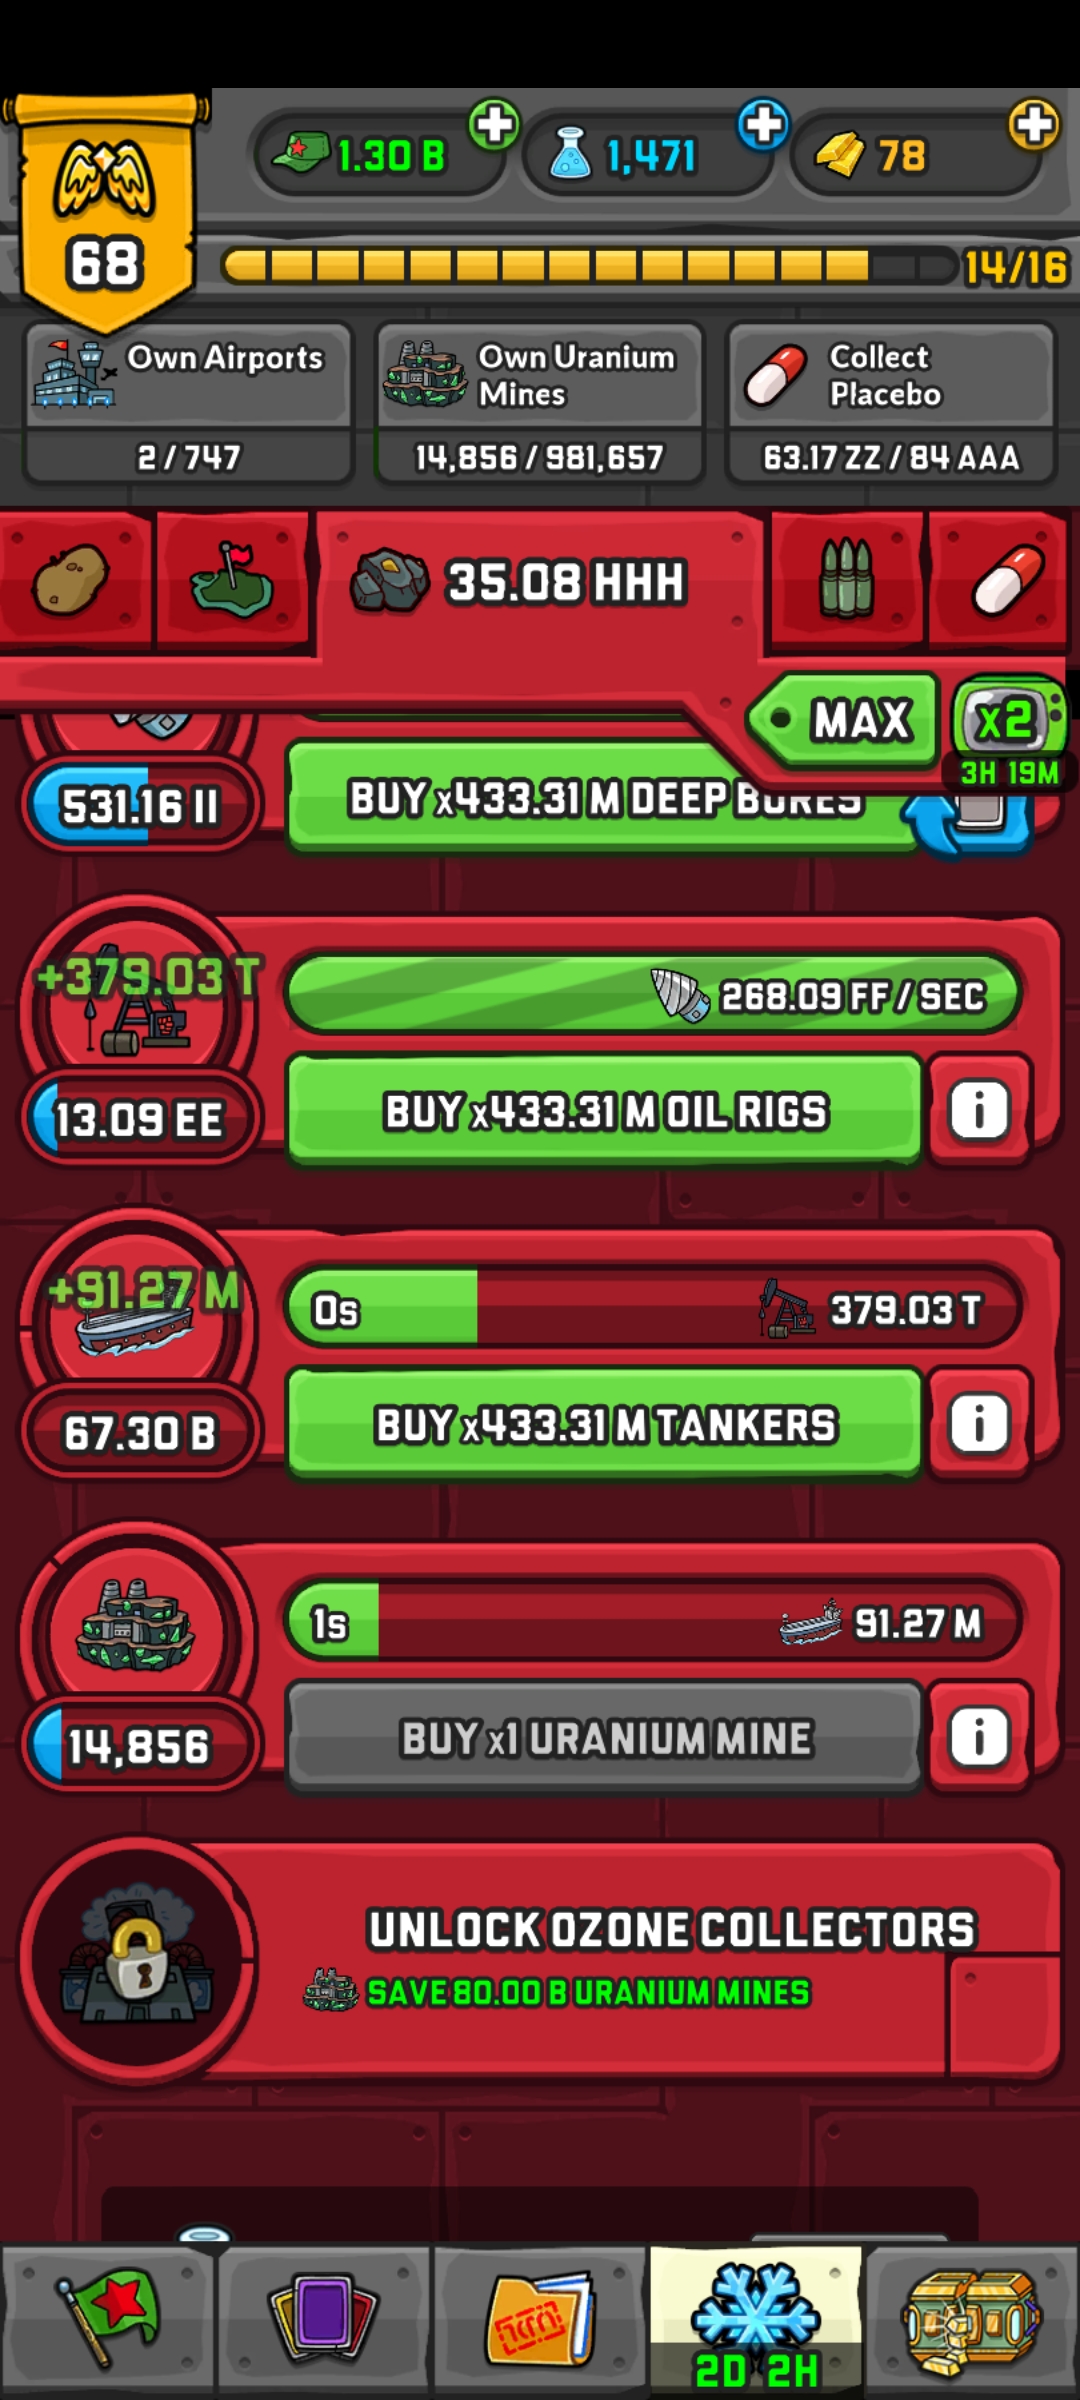 1.30 B
1,471
78
68
14/16
Own Airports
2 / 747
Own Uranium
Mines
14,856 / 981,657
Collect
Placebo
63.17 ZZ / 84 AAA
35.08 HHH
MAX
x2
3H 19M
531.16 II
BUY x433.31 M DEEP BORES
+379.03 T
268.09 FF / SEC
13.09 EE
BUY x433.31 M OIL RIGS
+91.27 M
0s
379.03 T
67.30 B
BUY x433.31 M TANKERS
1s
91.27 M
14,856
BUY x1 URANIUM MINE
UNLOCK OZONE COLLECTORS
SAVE 80.00 B URANIUM MINES
2D 2H